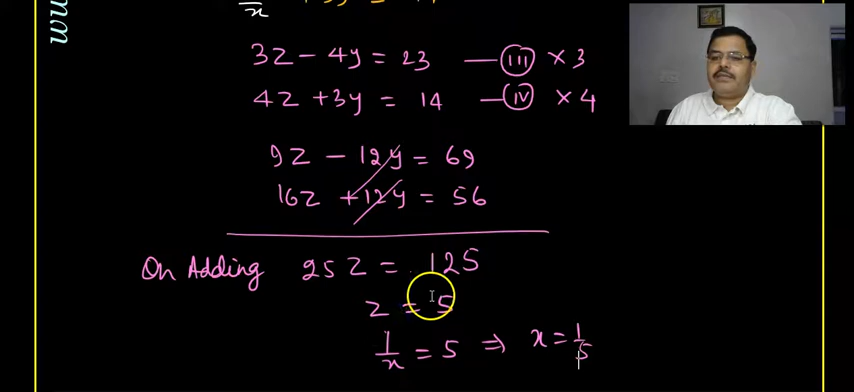 3z - 4y = 23 — III × 3
4z + 3y = 14 — IV × 4
9z - 12y = 69
16z + 12y = 56
On Adding 25z = 125
z = 5
1/x = 5 ⇒ x = 1/5